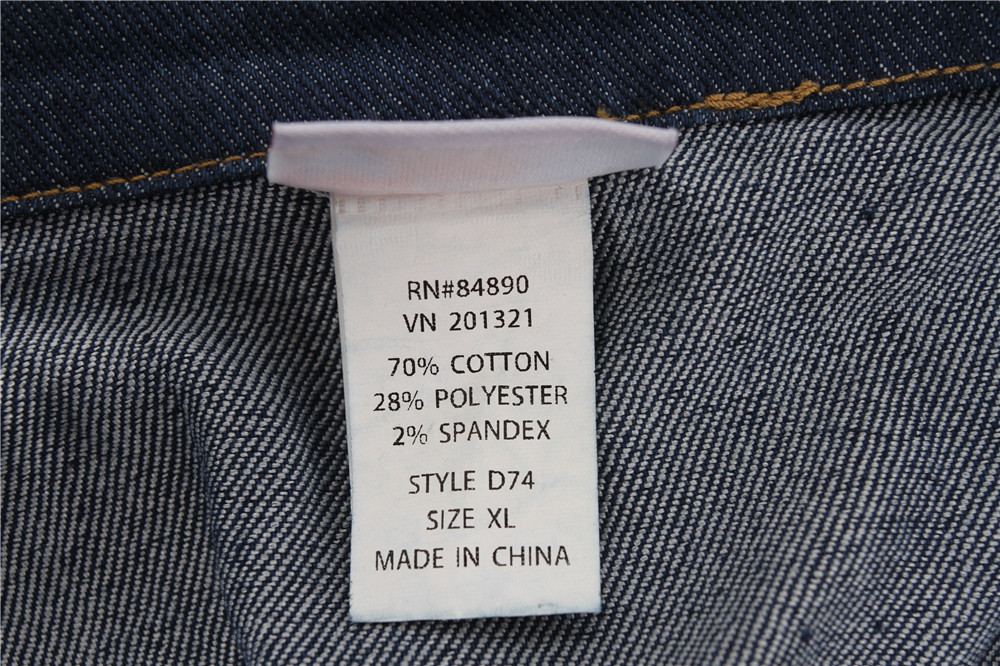 RN#84890
VN 201321
70% COTTON
28% POLYESTER
2% SPANDEX
STYLE D74
SIZE XL
MADE IN CHINA